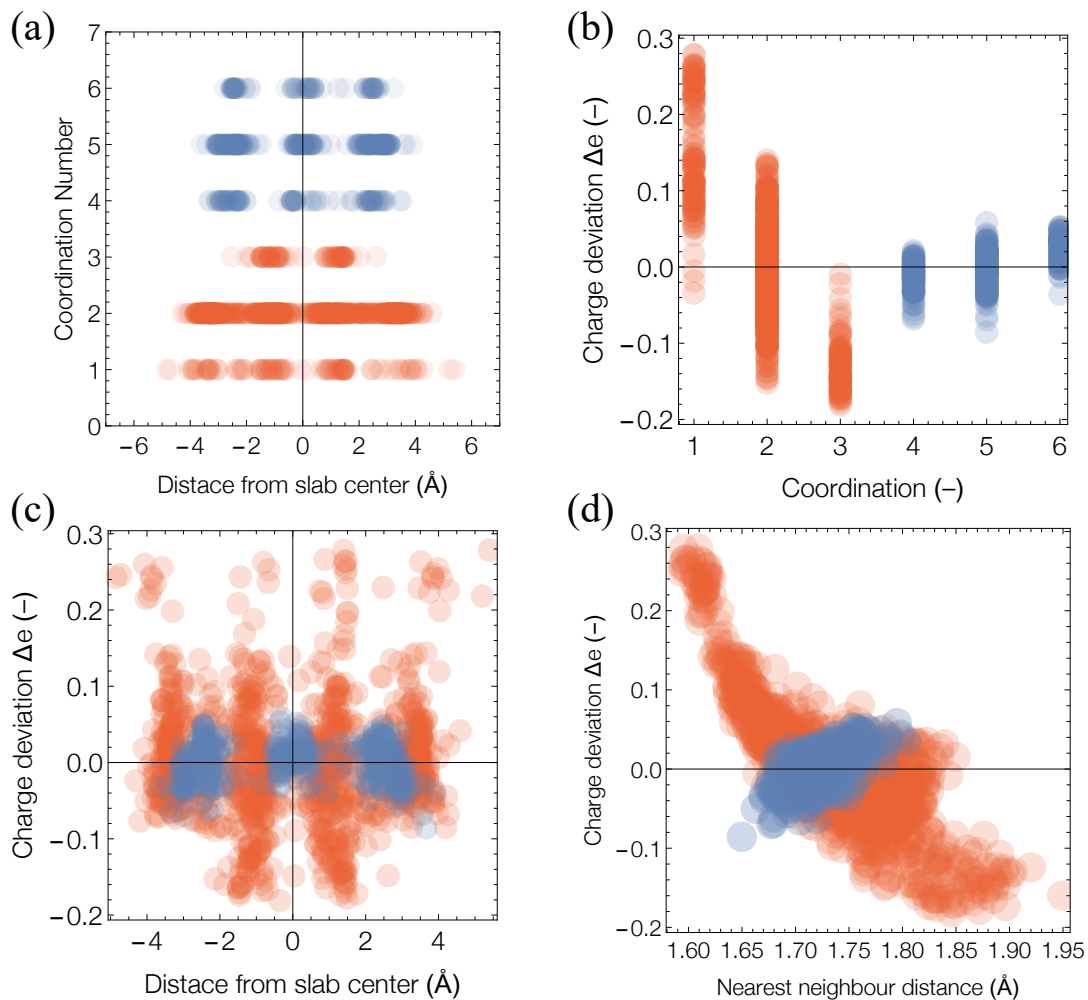 (a)
7
6
5
4
3
2
1
0
Coordination Number
−6 −4 −2 0 2 4 6
Distace from slab center (Å)
(b)
0.3
0.2
0.1
0.0
−0.1
−0.2
Charge deviation Δe (−)
1 2 3 4 5 6
Coordination (−)
(c)
0.3
0.2
0.1
0.0
−0.1
−0.2
Charge deviation Δe (−)
−4 −2 0 2 4
Distace from slab center (Å)
(d)
0.3
0.2
0.1
0.0
−0.1
−0.2
Charge deviation Δe (−)
1.60 1.65 1.70 1.75 1.80 1.85 1.90 1.95
Nearest neighbour distance (Å)